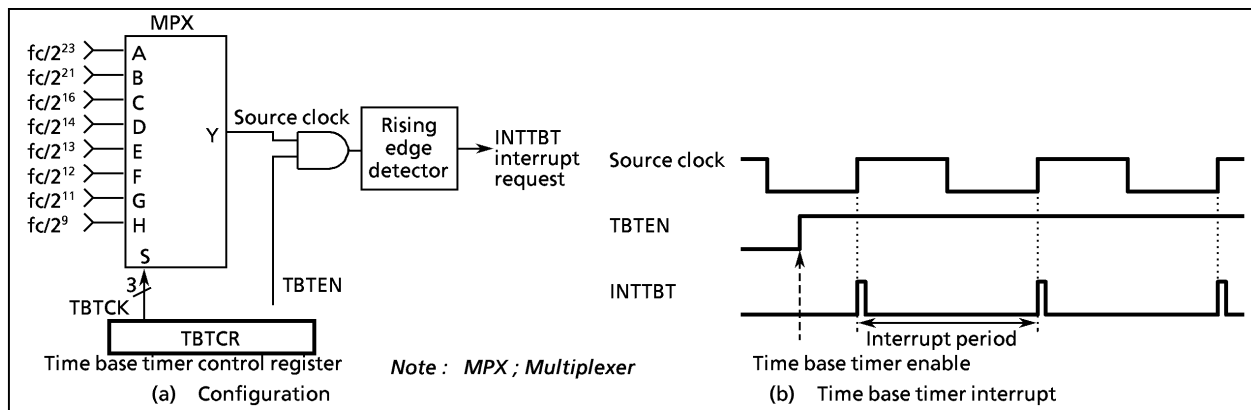 MPX
fc/2²³ A
fc/2²¹ B
fc/2¹⁶ C
fc/2¹⁴ D
fc/2¹³ E
fc/2¹² F
fc/2¹¹ G
fc/2⁹ H
Y
S
3
TBTCK
Source clock
Rising
edge
detector
INTTBT
interrupt
request
TBTEN
TBTCR
Time base timer control register
(a) Configuration
Note : MPX ; Multiplexer
Source clock
TBTEN
INTTBT
Interrupt period
Time base timer enable
(b) Time base timer interrupt